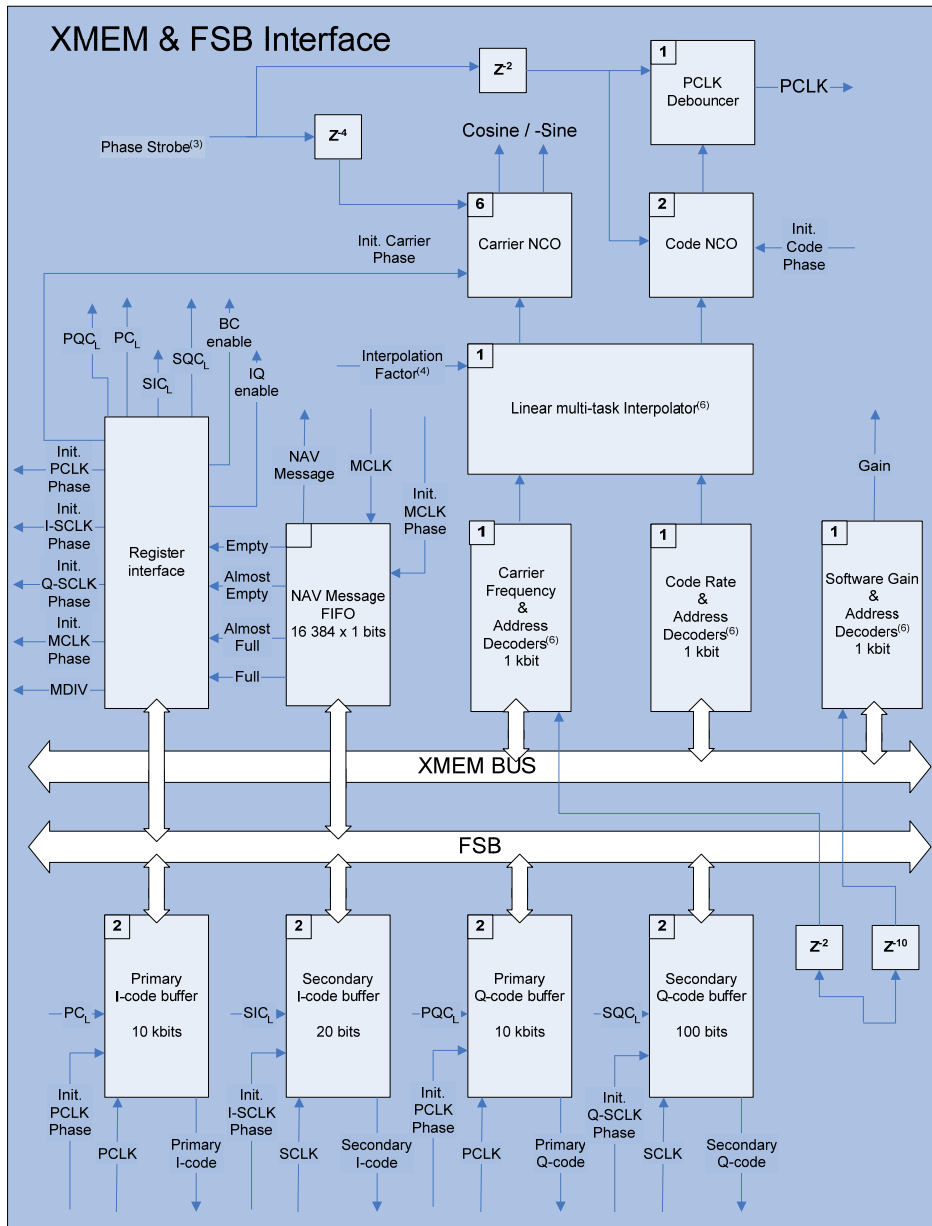 XMEM & FSB Interface
Z-2
1
PCLK
Debouncer
PCLK
Phase Strobe(3)
Z-4
Cosine / -Sine
6
Carrier NCO
2
Code NCO
Init.
Code
Phase
Init. Carrier
Phase
PQCL
PCL
SICL
SQCL
BC
enable
IQ
enable
Interpolation
Factor(4)
1
Linear multi-task Interpolator(6)
NAV
Message
MCLK
Init.
MCLK
Phase
Gain
Register
interface
Init.
PCLK
Phase
Init.
I-SCLK
Phase
Init.
Q-SCLK
Phase
Init.
MCLK
Phase
MDIV
Empty
Almost
Empty
Almost
Full
Full
NAV Message
FIFO
16 384 x 1 bits
1
Carrier
Frequency
&
Address
Decoders(6)
1 kbit
1
Code Rate
&
Address
Decoders(6)
1 kbit
1
Software Gain
&
Address
Decoders(6)
1 kbit
XMEM BUS
FSB
2
Primary
I-code buffer
10 kbits
2
Secondary
I-code buffer
20 bits
2
Primary
Q-code buffer
10 kbits
2
Secondary
Q-code buffer
100 bits
Z-2
Z-10
PCL
SICL
PQCL
SQCL
Init.
PCLK
Phase
PCLK
Primary
I-code
Init.
I-SCLK
Phase
SCLK
Secondary
I-code
Init.
PCLK
Phase
PCLK
Primary
Q-code
Init.
Q-SCLK
Phase
SCLK
Secondary
Q-code